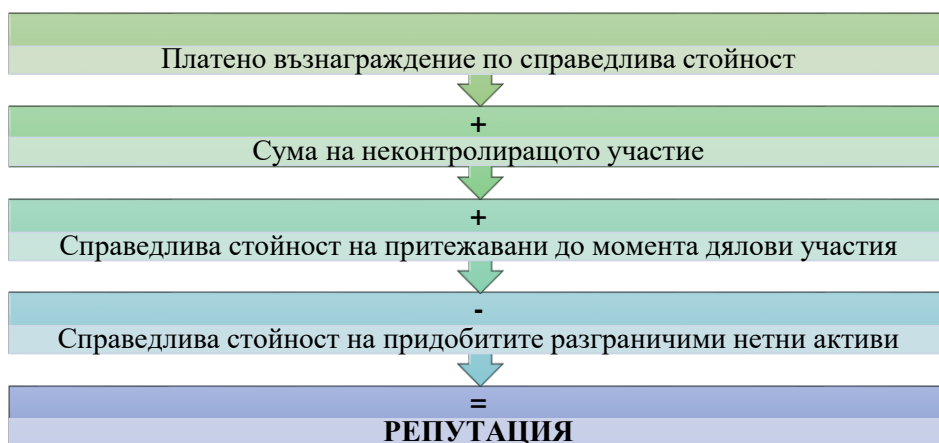 Платено възнаграждение по справедлива стойност
+
Сума на неконтролиращото участие
+
Справедлива стойност на притежавани до момента дялови участия
-
Справедлива стойност на придобитите разграничими нетни активи
=
РЕПУТАЦИЯ